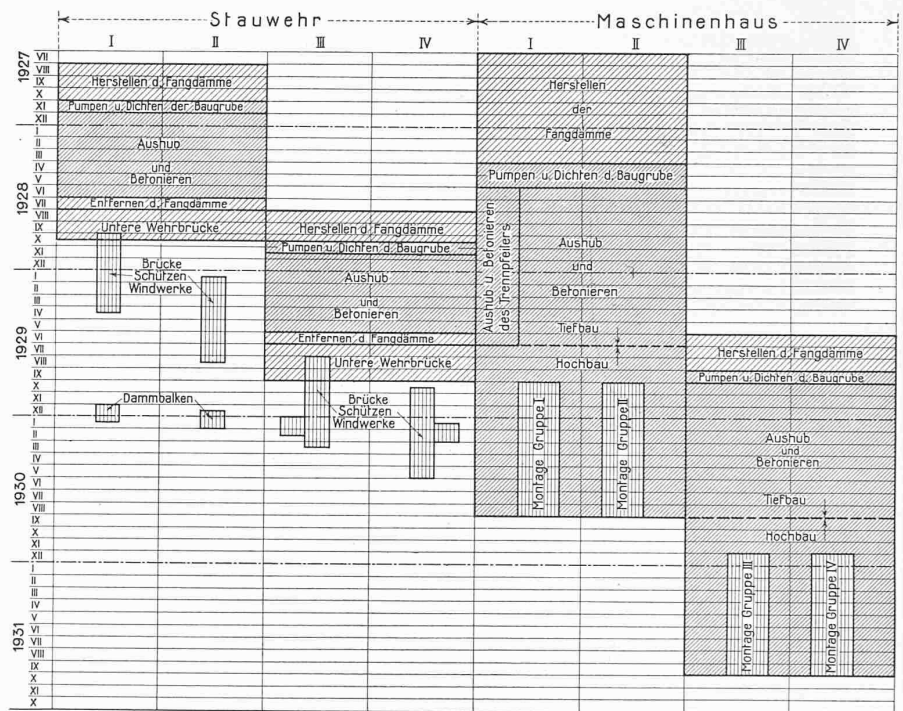 Stauwehr
Maschinenhaus
I II III IV I II III IV
1927
VII
VIII
IX
X
XI
XII
1928
I
II
III
IV
V
VI
VII
VIII
IX
X
XI
XII
1929
I
II
III
IV
V
VI
VII
VIII
IX
X
XI
XII
1930
I
II
III
IV
V
VI
VII
VIII
IX
X
XI
XII
1931
I
II
III
IV
V
VI
VII
VIII
IX
X
XI
X
Herstellen d. Fangdämme
Pumpen u. Dichten der Baugrube
Aushub
und
Betonieren
Entfernen d. Fangdämme
Untere Wehrbrücke
Brücke
Schützen
Windwerke
Dammbalken
Herstellen d. Fangdämme
Pumpen u. Dichten d. Baugrube
Aushub
und
Betonieren
Entfernen d. Fangdämme
Untere Wehrbrücke
Brücke
Schützen
Windwerke
Herstellen
der
Fangdämme
Pumpen u. Dichten d. Baugrube
Aushub u. Betonieren
des Trennpfeilers
Aushub
und
Betonieren
Tiefbau
Hochbau
Montage Gruppe I
Montage Gruppe II
Herstellen d. Fangdämme
Pumpen u. Dichten d. Baugrube
Aushub
und
Betonieren
Tiefbau
Hochbau
Montage Gruppe III
Montage Gruppe IV